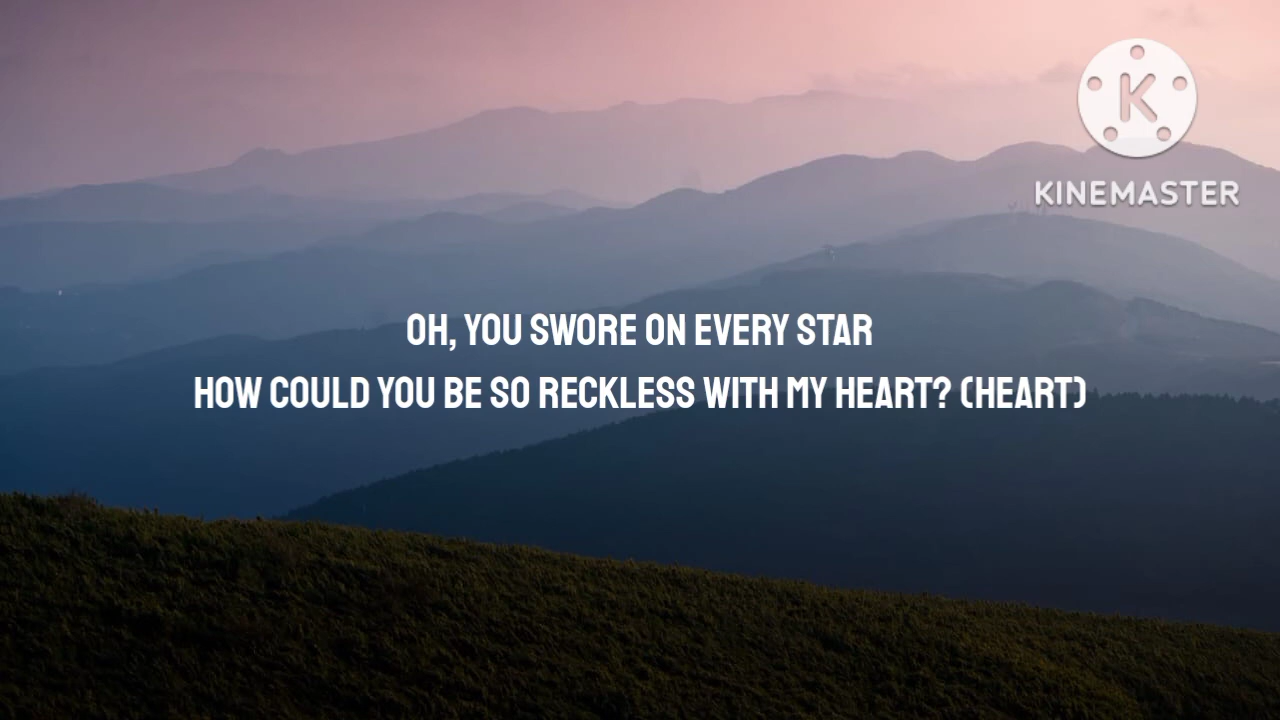 K
KINEMASTER
OH, YOU SWORE ON EVERY STAR
HOW COULD YOU BE SO RECKLESS WITH MY HEART? (HEART)